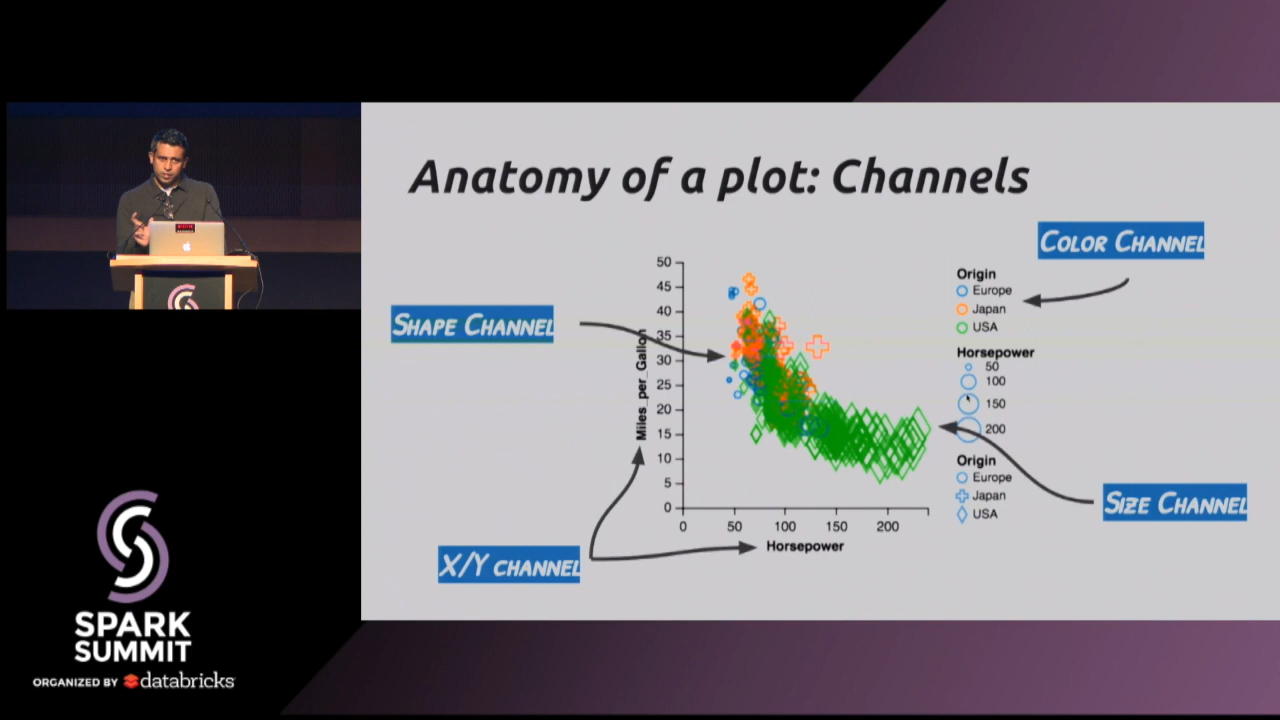 Anatomy of a plot: Channels
COLOR CHANNEL
SHAPE CHANNEL
50
45
40
35
30
25
20
15
10
5
0
Miles_per_Gallon
0 50 100 150 200
Horsepower
Origin
Europe
Japan
USA
Horsepower
50
100
150
200
Origin
Europe
Japan
USA
SIZE CHANNEL
X/Y CHANNEL
SPARK
SUMMIT
ORGANIZED BY databricks